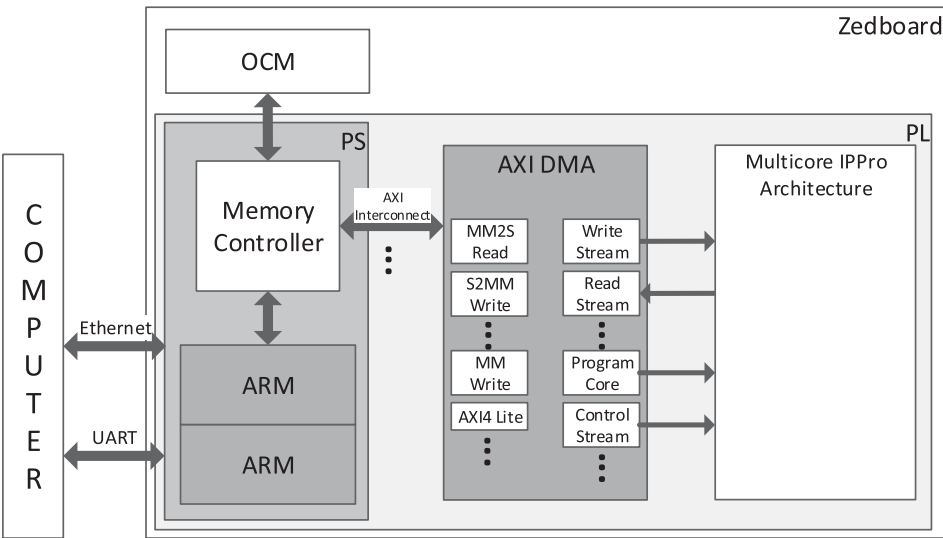 Zedboard
OCM
PS
PL
Memory
Controller
AXI
Interconnect
AXI DMA
MM2S
Read
S2MM
Write
MM
Write
AXI4 Lite
Write
Stream
Read
Stream
Program
Core
Control
Stream
Multicore IPPro
Architecture
COMPUTER
Ethernet
UART
ARM
ARM